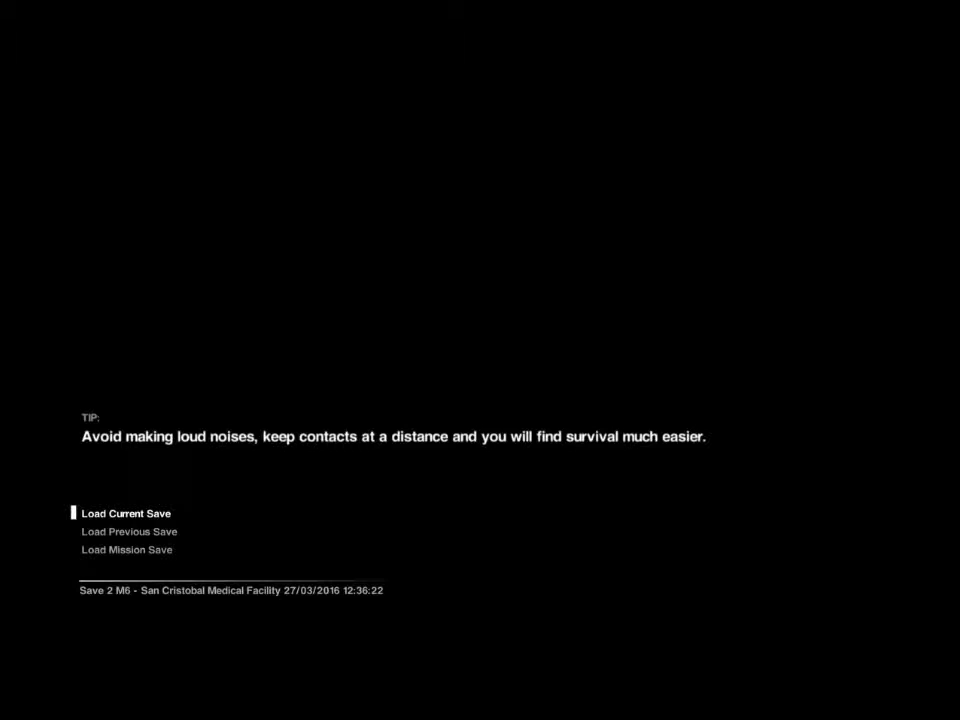 TIP:
Avoid making loud noises, keep contacts at a distance and you will find survival much easier.
Load Current Save
Load Previous Save
Load Mission Save
Save 2 M6 - San Cristobal Medical Facility 27/03/2016 12:36:22